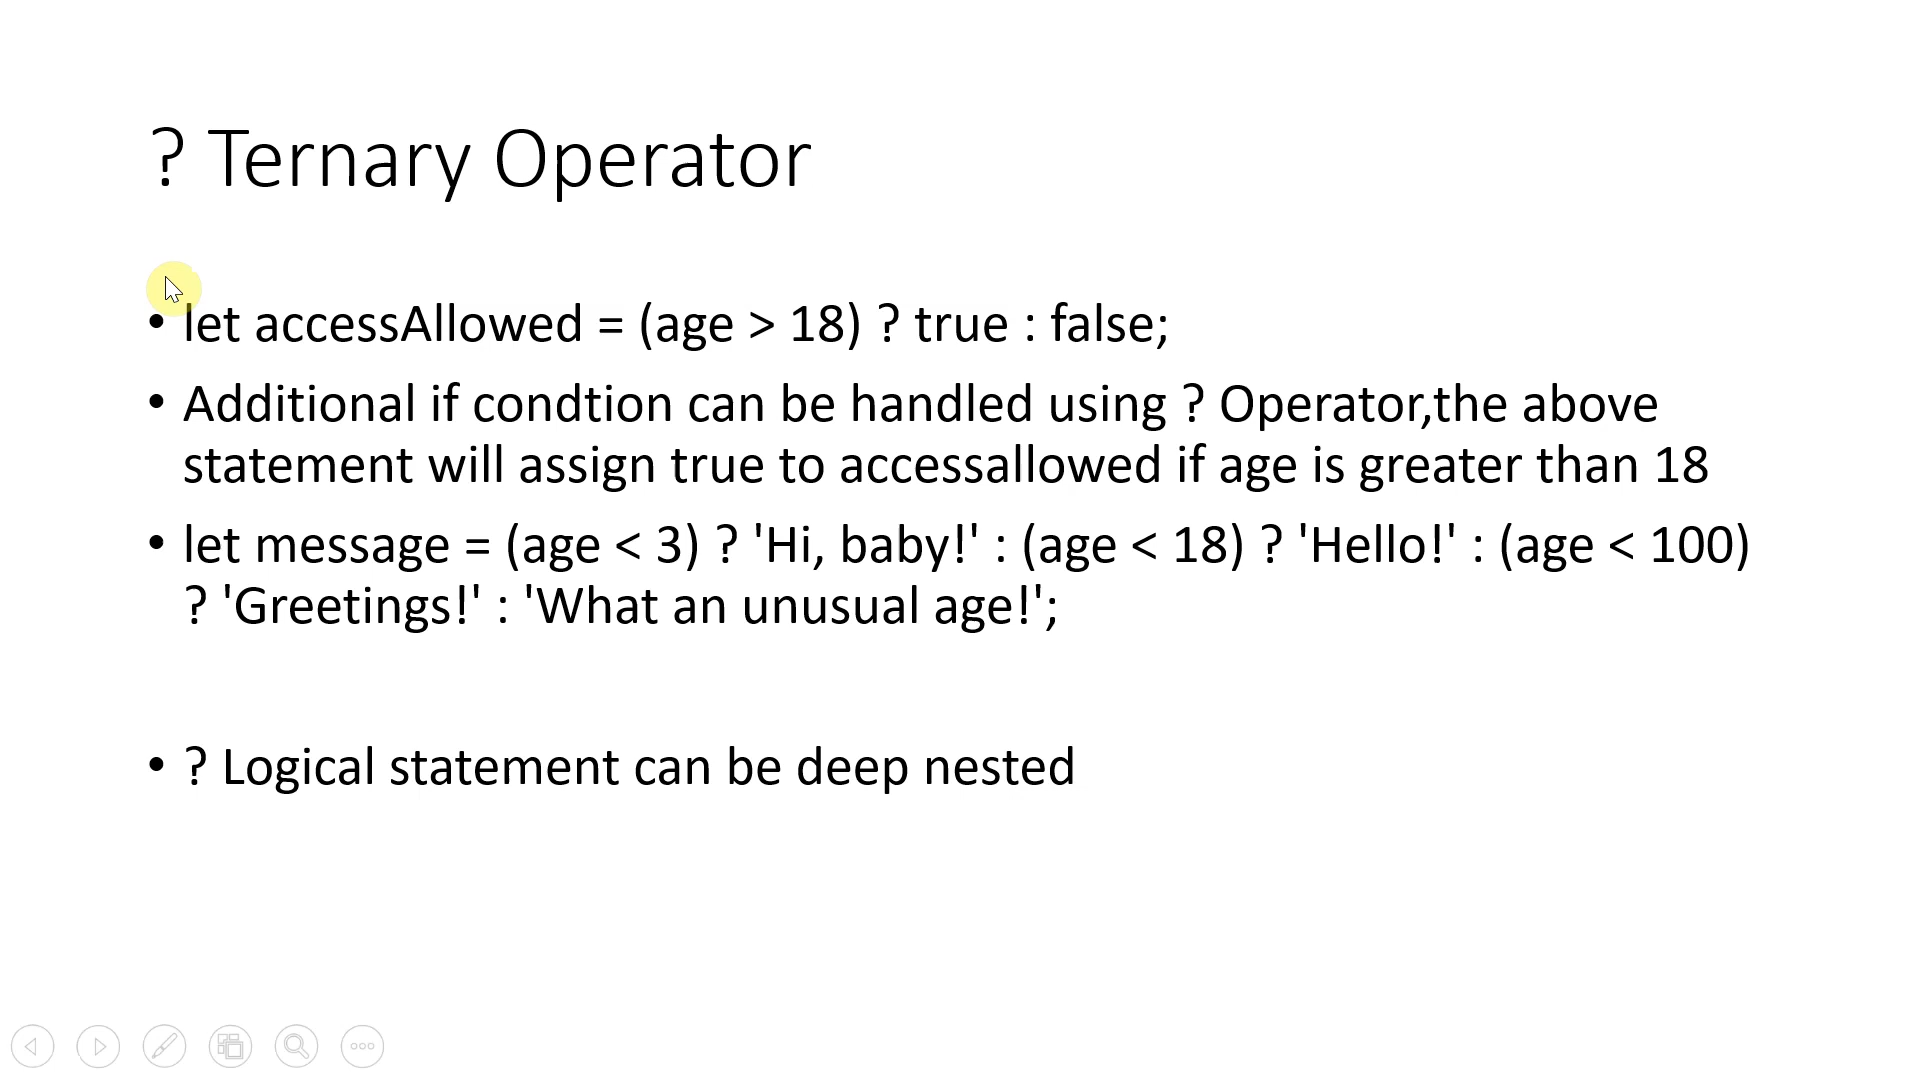 ? Ternary Operator
• let accessAllowed = (age > 18) ? true : false;
• Additional if condtion can be handled using ? Operator,the above
statement will assign true to accessallowed if age is greater than 18
• let message = (age < 3) ? 'Hi, baby!' : (age < 18) ? 'Hello!' : (age < 100)
? 'Greetings!' : 'What an unusual age!';
• ? Logical statement can be deep nested